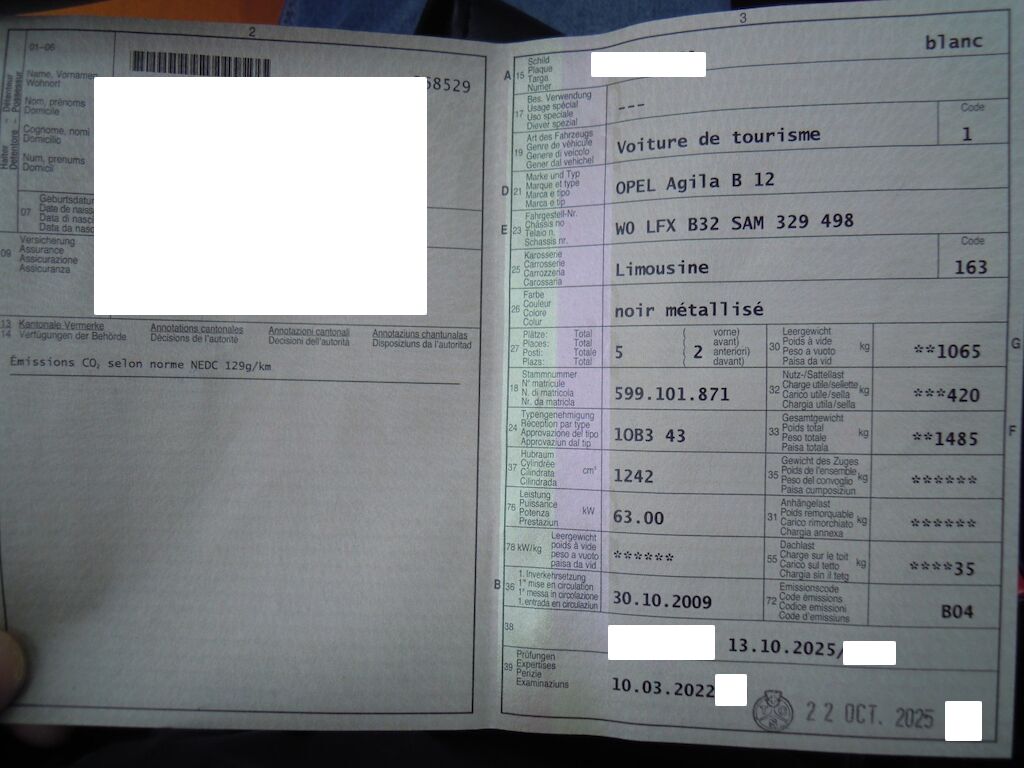 2
01-06
Halter
Détenteur
Detentore - Possessur
Name, Vornamen
Wohnort
Nom, prénoms
Domicile
Cognome, nomi
Domicilio
Num, prenums
Domicil
68529
07
Geburtsdatum
Date de naiss
Data di nasci
Data da nasc
09
Versicherung
Assurance
Assicurazione
Assicuranza
13 Kantonale Vermerke
14 Verfügungen der Behörde
Annotations cantonales
Décisions de l'autorité
Annotazioni cantonali
Decisioni dell'autorità
Annotaziuns chantunalas
Disposiziuns da l'autoritad
Émissions CO2 selon norme NEDC 129g/km
3
A 15
Schild
Plaque
Targa
Numer
blanc
17
Bes. Verwendung
Usage spécial
Uso speciale
Diever spezial
---
19
Art des Fahrzeugs
Genre de véhicule
Genere di veicolo
Gener dal vehichel
Voiture de tourisme
Code
1
D 21
Marke und Typ
Marque et type
Marca e tipo
Marca e tip
OPEL Agila B 12
E 23
Fahrgestell-Nr.
Châssis no
Telaio n.
Schassis nr.
WO LFX B32 SAM 329 498
25
Karosserie
Carrosserie
Carrozzeria
Carossaria
Limousine
Code
163
26
Farbe
Couleur
Colore
Colur
noir métallisé
27
Plätze: Total
Places: Total
Posti: Totale
Plazs: Total
5
( vorne)
( avant)
2 anteriori)
( davant)
30
Leergewicht
Poids à vide
Peso a vuoto
Paisa da vid
kg
**1065
G
18
Stammnummer
N° matricule
N. di matricola
Nr. da matricla
599.101.871
32
Nutz-/Sattellast
Charge utile/sellette
Carico utile/sella
Chargia utila/sella
kg
***420
24
Typengenehmigung
Réception par type
Approvazione del tipo
Approvaziun dal tip
1OB3 43
33
Gesamtgewicht
Poids total
Peso totale
Paisa totala
kg
**1485
F
37
Hubraum
Cylindrée
Cilindrata
Cilindrada
cm³
1242
35
Gewicht des Zuges
Poids de l'ensemble
Peso del convoglio
Paisa cumposiziun
kg
******
76
Leistung
Puissance
Potenza
Prestaziun
kW
63.00
31
Anhängelast
Poids remorquable
Carico rimorchiato
Chargia annexa
kg
******
78 kW/kg
Leergewicht
poids à vide
peso a vuoto
paisa da vid
******
55
Dachlast
Charge sur le toit
Carico sul tetto
Chargia sin il tetg
kg
****35
B 36
1. Inverkehrsetzung
1re mise en circulation
1a messa in circolazione
1. entrada en circulaziun
30.10.2009
72
Emissionscode
Code émissions
Codice emissioni
Code d'emissiuns
B04
38
13.10.2025/
39
Prüfungen
Expertises
Perizie
Examinaziuns
10.03.2022
22 OCT. 2025